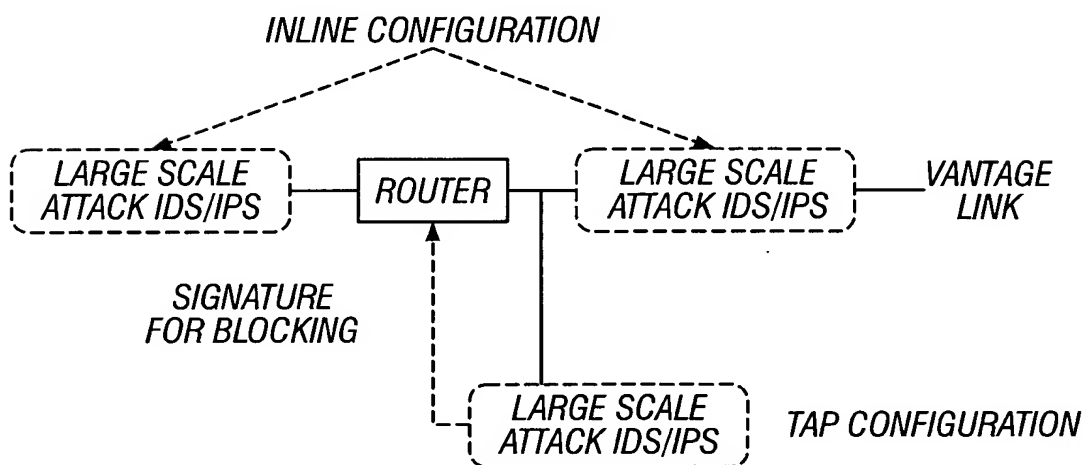 INLINE CONFIGURATION
LARGE SCALE
ATTACK IDS/IPS
ROUTER
LARGE SCALE
ATTACK IDS/IPS
VANTAGE
LINK
SIGNATURE
FOR BLOCKING
LARGE SCALE
ATTACK IDS/IPS
TAP CONFIGURATION